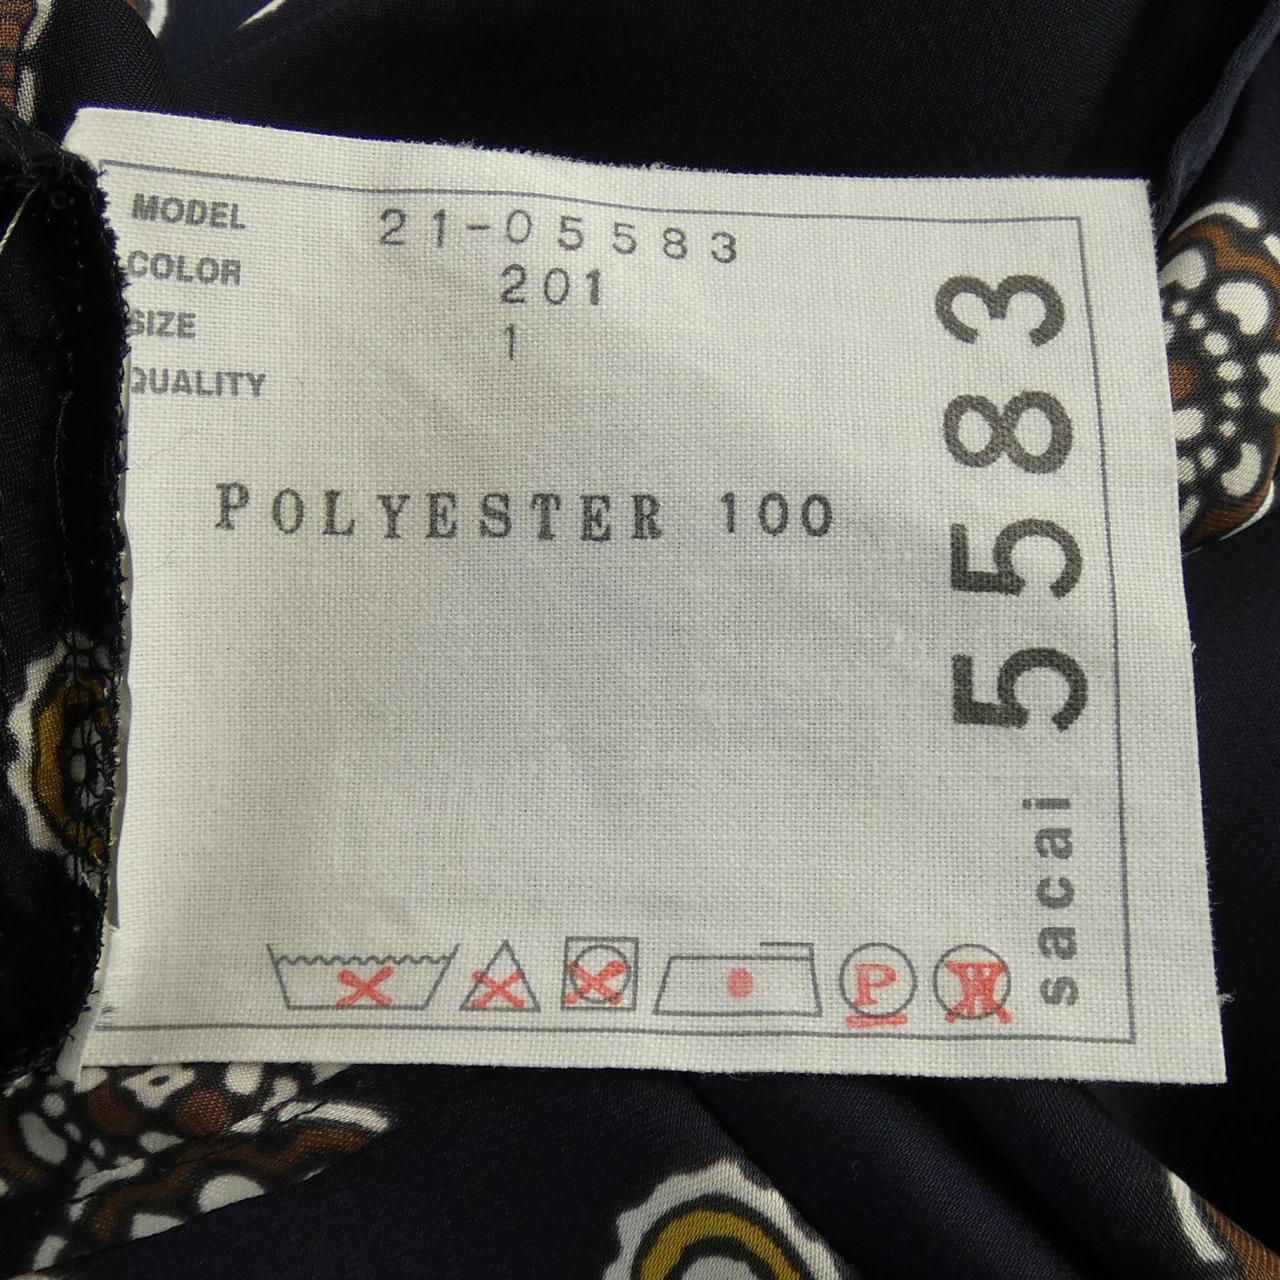 MODEL 21-05583
COLOR 201
SIZE 1
QUALITY
POLYESTER 100
sacai 5583
P
W